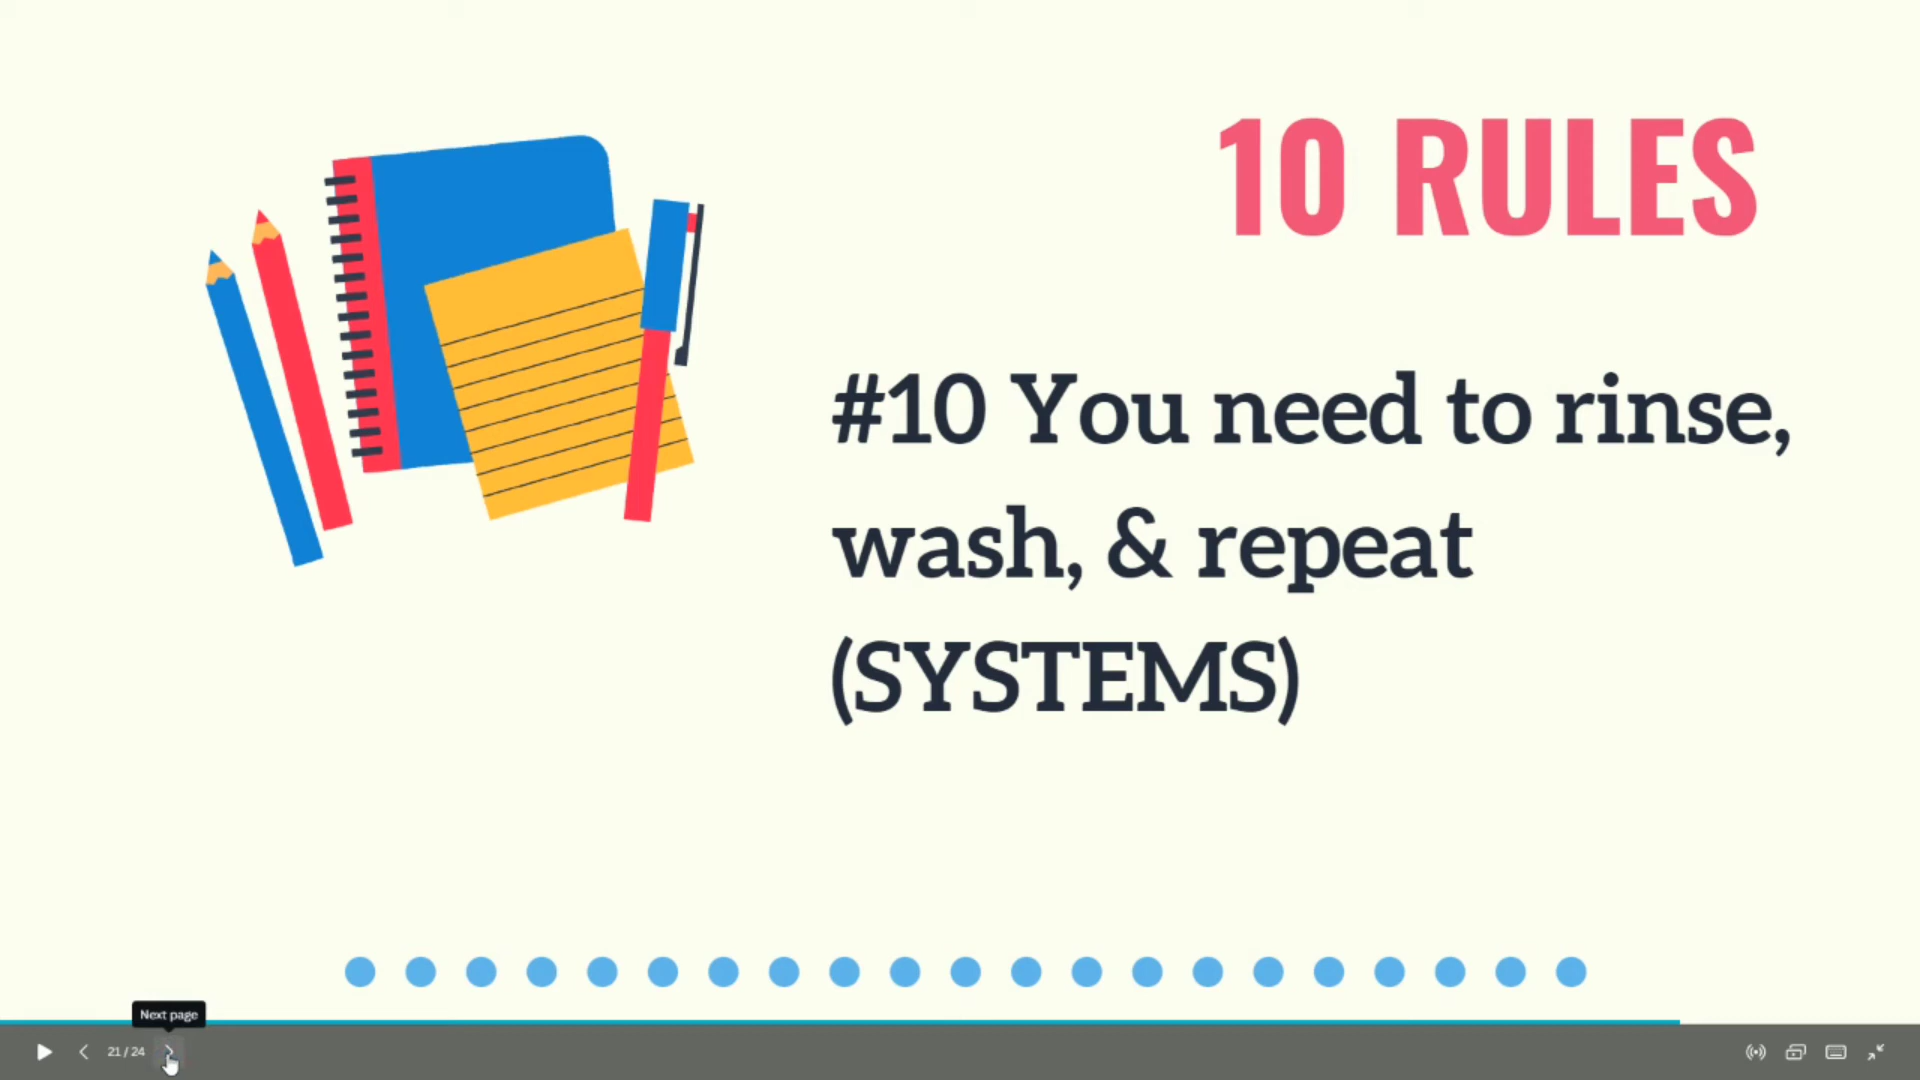 10 RULES
#10 You need to rinse,
wash, & repeat
(SYSTEMS)
Next page
21 / 24